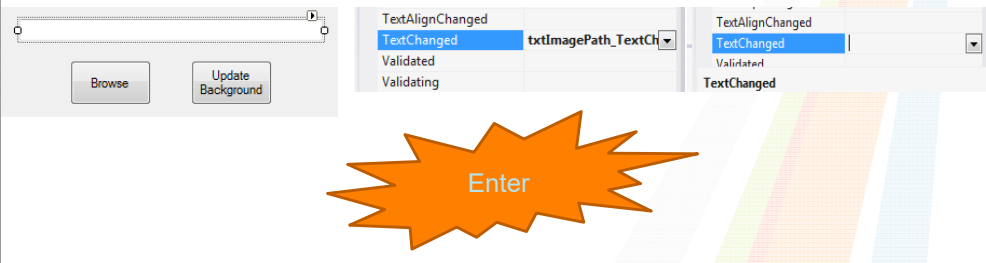 Browse
Update
Background
TextAlignChanged
TextChanged txtImagePath_TextCh
Validated
Validating
TextAlignChanged
TextChanged
Validated
TextChanged
Enter